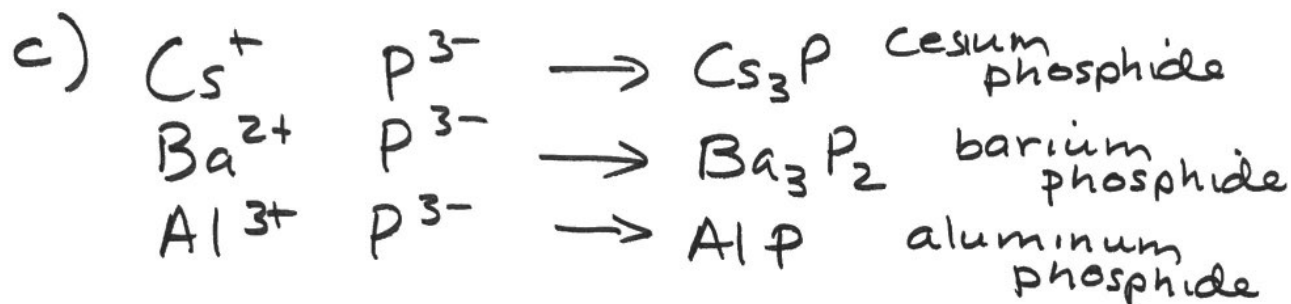 c) Cs⁺ P³⁻ → Cs₃P cesium phosphide
Ba²⁺ P³⁻ → Ba₃P₂ barium phosphide
Al³⁺ P³⁻ → AlP aluminum phosphide